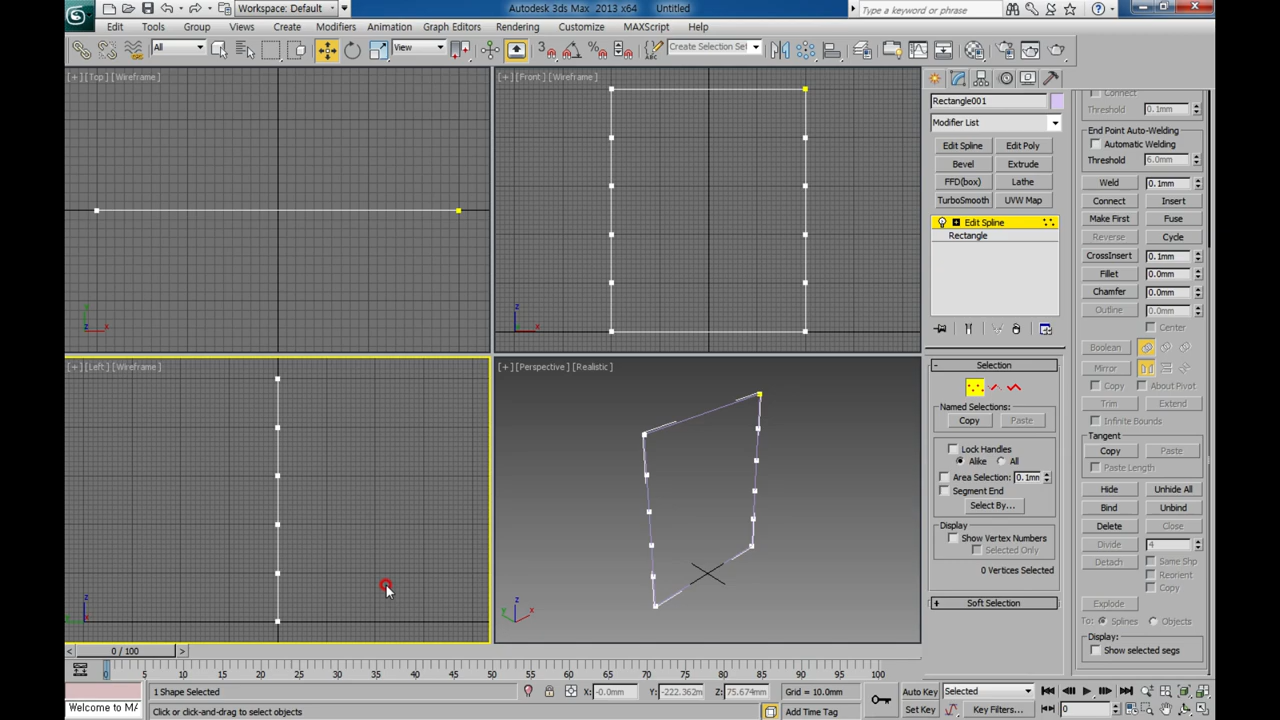 Workspace: Default
Autodesk 3ds Max  2013 x64
Untitled
Type a keyword or phrase
Edit
Tools
Group
Views
Create
Modifiers
Animation
Graph Editors
Rendering
Customize
MAXScript
Help
All
View
Create Selection Set
[+] [Top] [Wireframe]
[+] [Front] [Wireframe]
[+] [Left] [Wireframe]
[+] [Perspective] [Realistic]
Rectangle001
Modifier List
Edit Spline
Edit Poly
Bevel
Extrude
FFD(box)
Lathe
TurboSmooth
UVW Map
Edit Spline
Rectangle
Selection
Named Selections:
Copy
Paste
Lock Handles
Alike
All
Area Selection:
0.1mm
Segment End
Select By...
Display
Show Vertex Numbers
Selected Only
0 Vertices Selected
Soft Selection
Connect
Threshold
0.1mm
End Point Auto-Welding
Automatic Welding
Threshold
6.0mm
Weld
0.1mm
Connect
Insert
Make First
Fuse
Reverse
Cycle
CrossInsert
0.1mm
Fillet
0.0mm
Chamfer
0.0mm
Outline
0.0mm
Center
Boolean
Mirror
Copy
About Pivot
Trim
Extend
Infinite Bounds
Tangent
Copy
Paste
Paste Length
Hide
Unhide All
Bind
Unbind
Delete
Close
Divide
4
Detach
Same Shp
Reorient
Copy
Explode
To:
Splines
Objects
Display:
Show selected segs
0 / 100
0
5
10
15
20
25
30
35
40
45
50
55
60
65
70
75
80
85
90
95
100
1 Shape Selected
X:
-0.0mm
Y:
-222.362m
Z:
75.674mm
Grid = 10.0mm
Auto Key
Selected
Welcome to MA
Click or click-and-drag to select objects
Add Time Tag
Set Key
Key Filters...
0